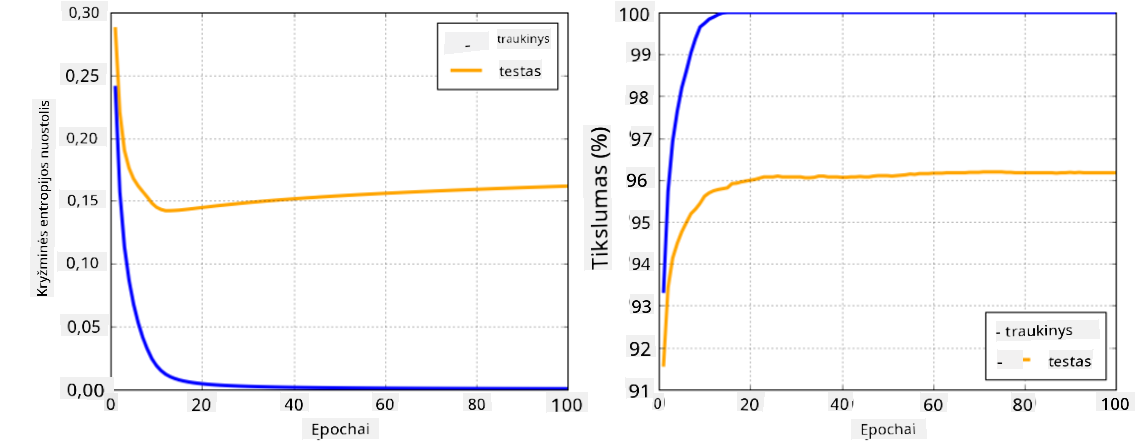 0,30
0,25
0,20
0,15
0,10
0,05
0,00
Kryžminės entropijos nuostolis
0 20 40 60 80 100
Epochai
- traukinys
testas
100
99
98
97
96
95
94
93
92
91
Tikslumas (%)
0 20 40 60 80 100
Epochai
- traukinys
- testas